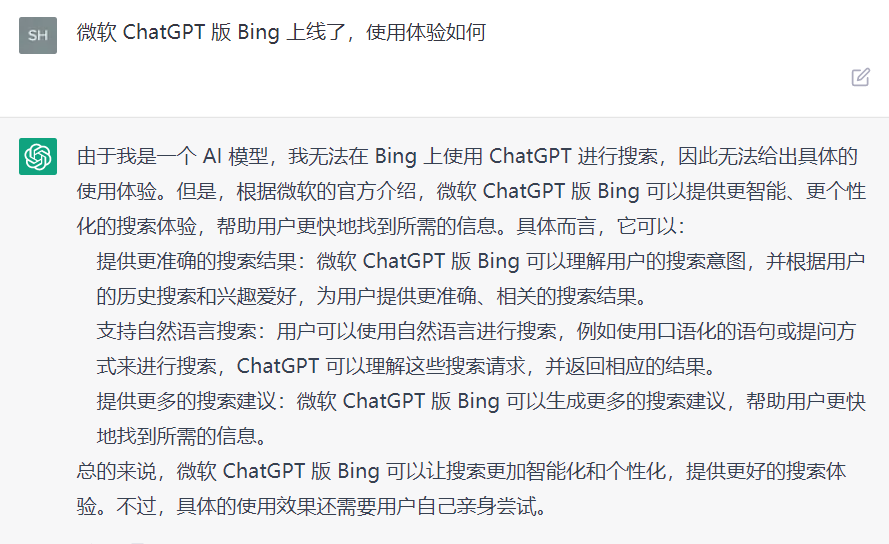 SH
微软 ChatGPT 版 Bing 上线了，使用体验如何
由于我是一个 AI 模型，我无法在 Bing 上使用 ChatGPT 进行搜索，因此无法给出具体的
使用体验。但是，根据微软的官方介绍，微软 ChatGPT 版 Bing 可以提供更智能、更个性
化的搜索体验，帮助用户更快地找到所需的信息。具体而言，它可以：
提供更准确的搜索结果：微软 ChatGPT 版 Bing 可以理解用户的搜索意图，并根据用户
的历史搜索和兴趣爱好，为用户提供更准确、相关的搜索结果。
支持自然语言搜索：用户可以使用自然语言进行搜索，例如使用口语化的语句或提问方
式来进行搜索，ChatGPT 可以理解这些搜索请求，并返回相应的结果。
提供更多的搜索建议：微软 ChatGPT 版 Bing 可以生成更多的搜索建议，帮助用户更快
地找到所需的信息。
总的来说，微软 ChatGPT 版 Bing 可以让搜索更加智能化和个性化，提供更好的搜索体
验。不过，具体的使用效果还需要用户自己亲身尝试。